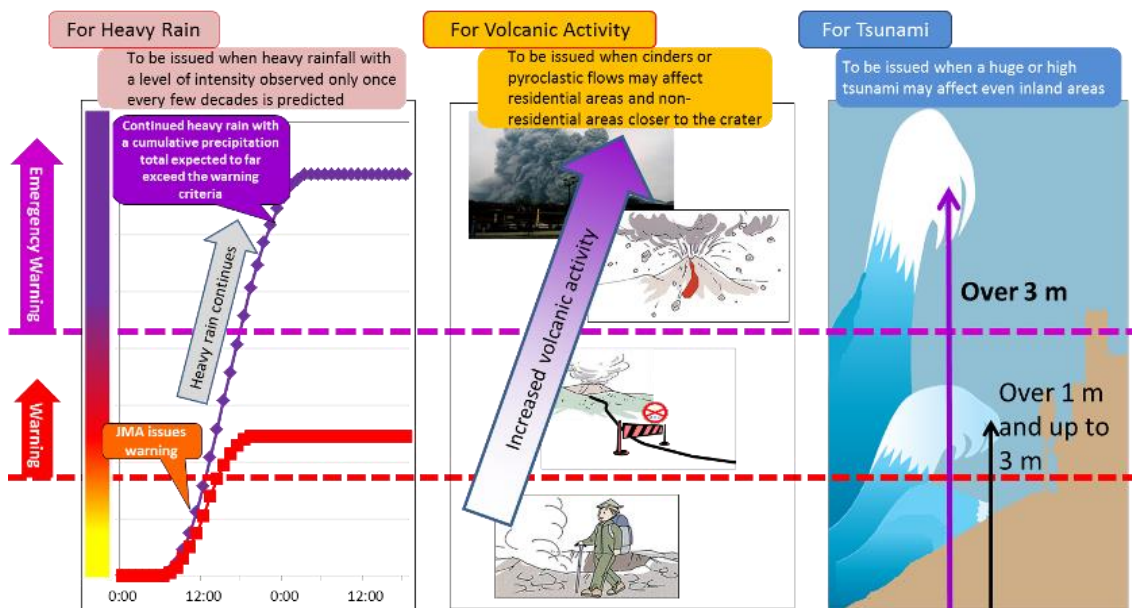 For Heavy Rain
To be issued when heavy rainfall with
a level of intensity observed only once
every few decades is predicted
Continued heavy rain with
a cumulative precipitation
total expected to far
exceed the warning
criteria
Heavy rain continues
JMA issues
warning
Emergency Warning
Warning
0:00
12:00
0:00
12:00
For Volcanic Activity
To be issued when cinders or
pyroclastic flows may affect
residential areas and non-
residential areas closer to the crater
Increased volcanic activity
For Tsunami
To be issued when a huge or high
tsunami may affect even inland areas
Over 3 m
Over 1 m
and up to
3 m